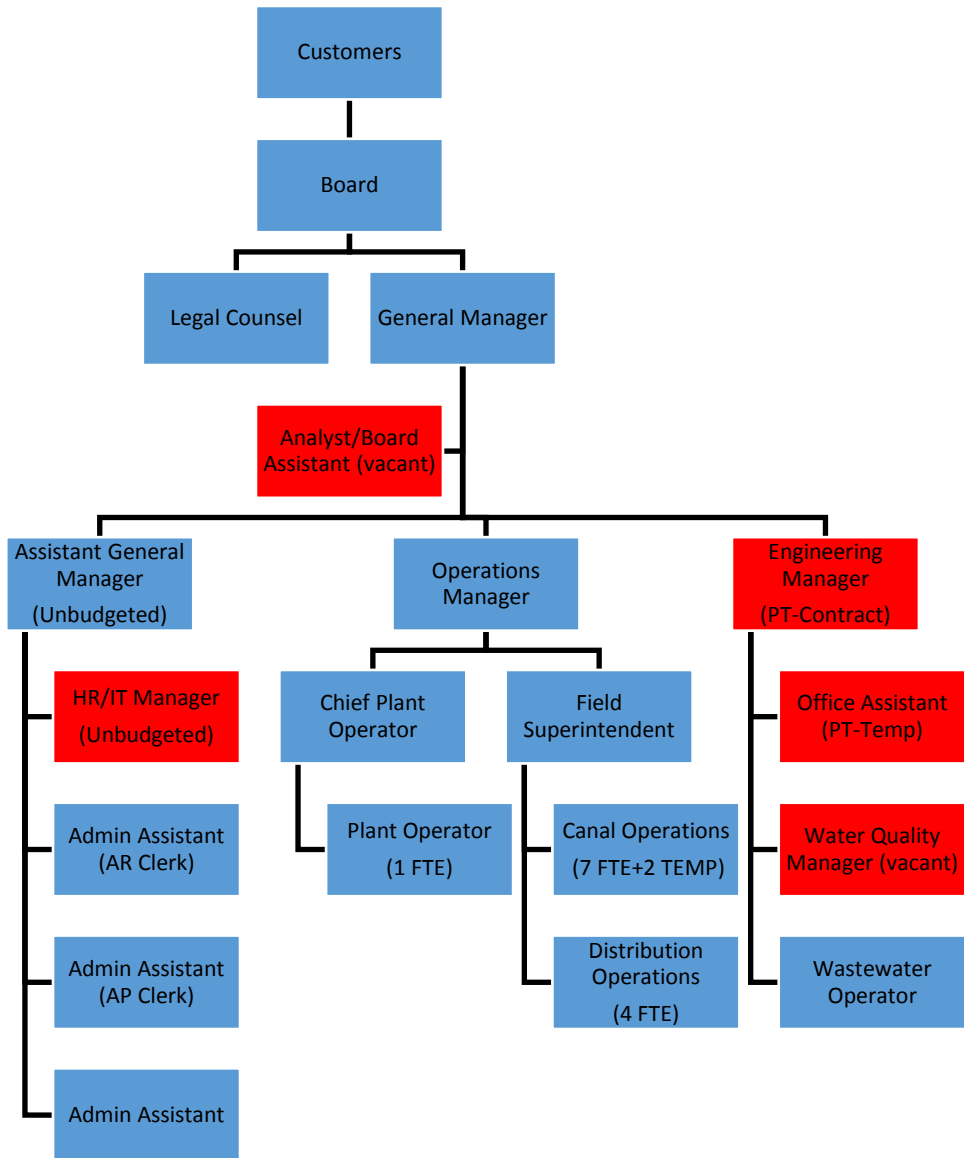 Customers
Board
Legal Counsel
General Manager
Analyst/Board
Assistant (vacant)
Assistant General
Manager
(Unbudgeted)
Operations
Manager
Engineering
Manager
(PT-Contract)
HR/IT Manager
(Unbudgeted)
Chief Plant
Operator
Field
Superintendent
Office Assistant
(PT-Temp)
Admin Assistant
(AR Clerk)
Plant Operator
(1 FTE)
Canal Operations
(7 FTE+2 TEMP)
Water Quality
Manager (vacant)
Admin Assistant
(AP Clerk)
Distribution
Operations
(4 FTE)
Wastewater
Operator
Admin Assistant